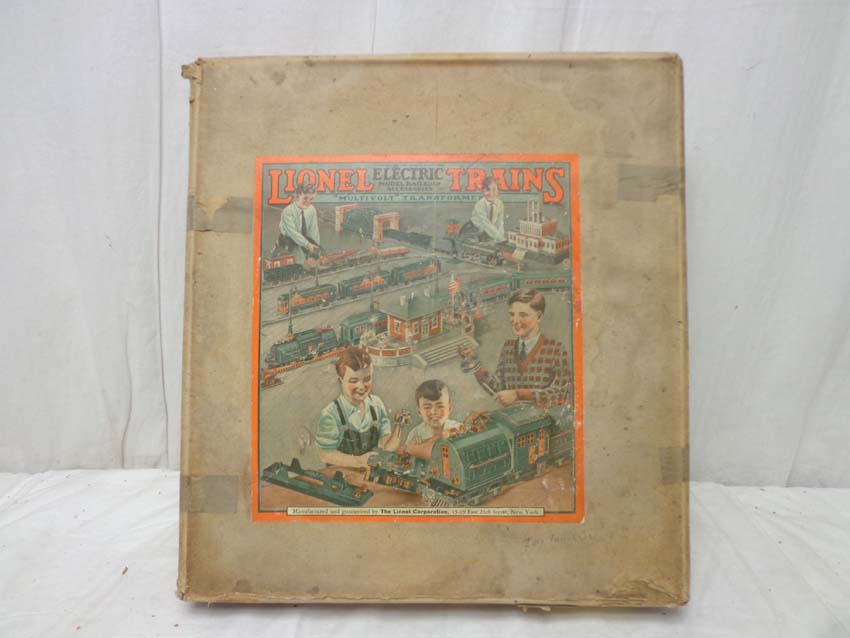 LIONEL ELECTRIC TRAINS
MODEL RAILROAD
ACCESSORIES
"MULTIVOLT" TRANSFORMER
Manufactured and guaranteed by The Lionel Corporation, 15-19 East 26th Street, New York